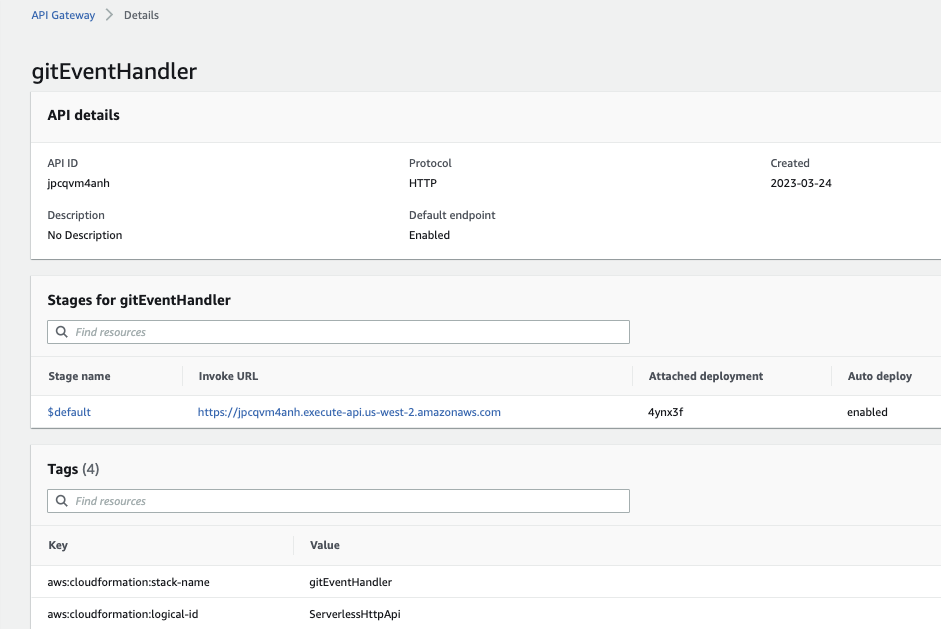 API Gateway > Details
gitEventHandler
API details
API ID Protocol Created
jpcqvm4anh HTTP 2023-03-24
Description Default endpoint
No Description Enabled
Stages for gitEventHandler
Find resources
Stage name Invoke URL Attached deployment Auto deploy
$default https://jpcqvm4anh.execute-api.us-west-2.amazonaws.com 4ynx3f enabled
Tags (4)
Find resources
Key Value
aws:cloudformation:stack-name gitEventHandler
aws:cloudformation:logical-id ServerlessHttpApi